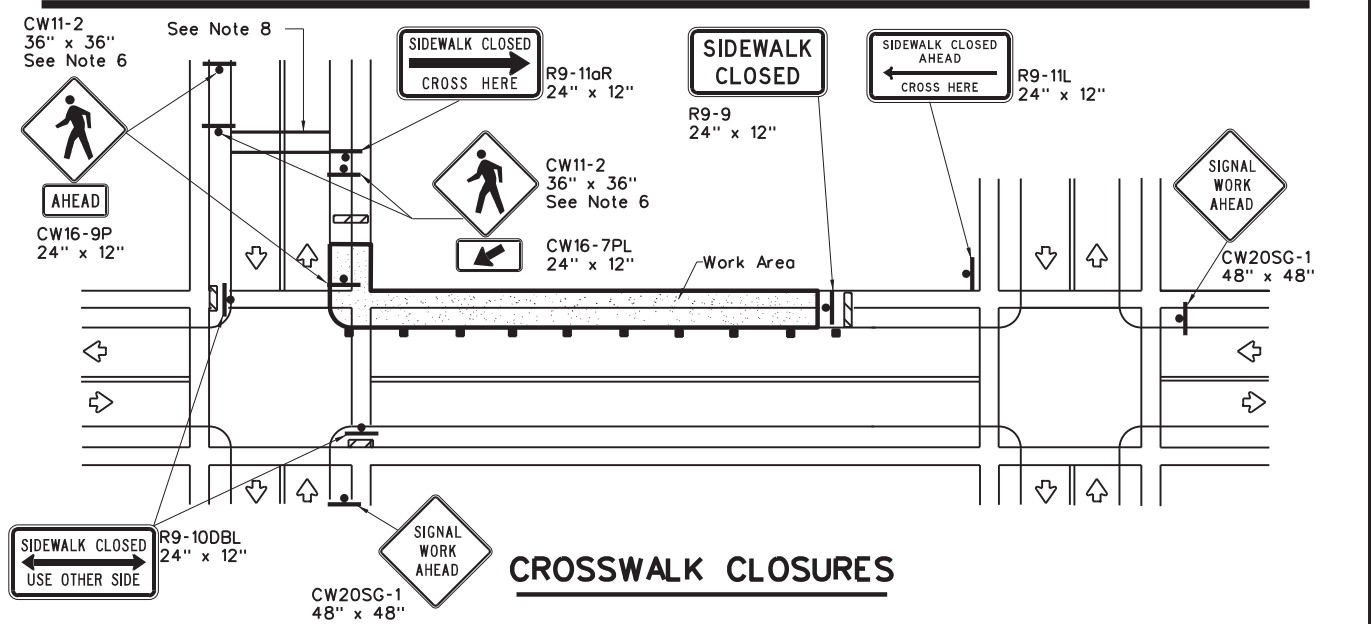 CW11-2
36" x 36"
See Note 6
See Note 8
AHEAD
CW16-9P
24" x 12"
SIDEWALK CLOSED
CROSS HERE
R9-11aR
24" x 12"
CW11-2
36" x 36"
See Note 6
CW16-7PL
24" x 12"
SIDEWALK
CLOSED
R9-9
24" x 12"
SIDEWALK CLOSED
AHEAD
CROSS HERE
R9-11L
24" x 12"
SIGNAL
WORK
AHEAD
CW20SG-1
48" x 48"
Work Area
SIDEWALK CLOSED
USE OTHER SIDE
R9-10DBL
24" x 12"
SIGNAL
WORK
AHEAD
CW20SG-1
48" x 48"
CROSSWALK CLOSURES